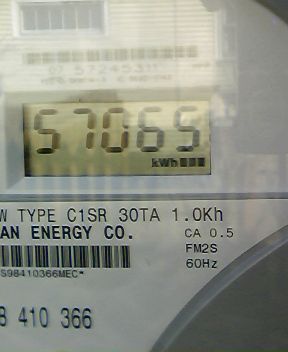 57065
kWh
W TYPE C1SR 30TA 1.0Kh
AN ENERGY CO. CA 0.5
FM2S
S98410366MEC* 60Hz
8 410 366